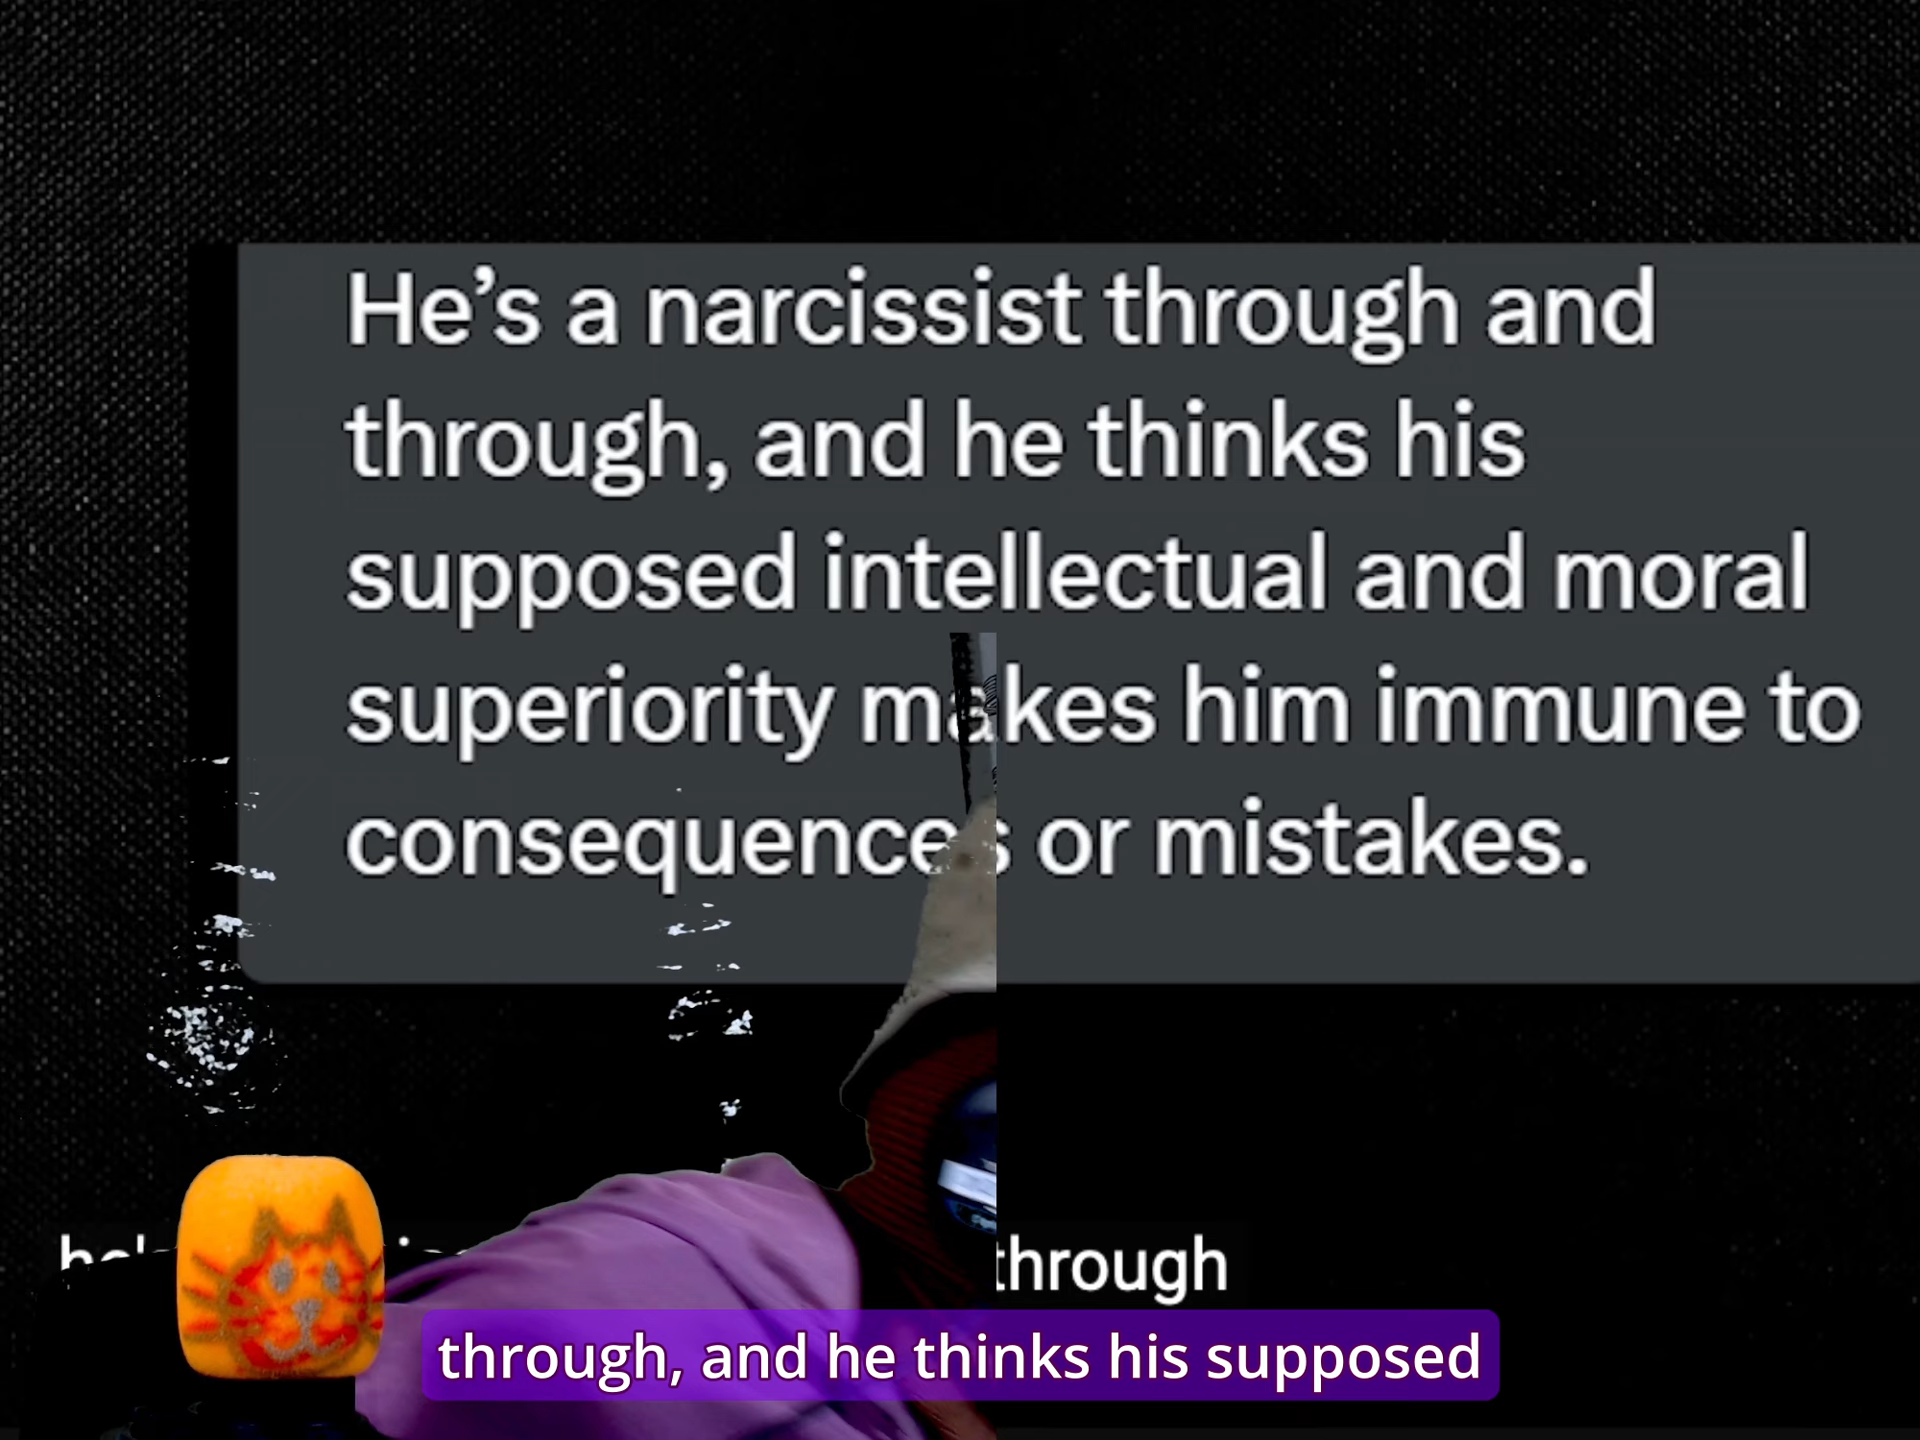 He’s a narcissist through and
through, and he thinks his
supposed intellectual and moral
superiority makes him immune to
consequences or mistakes.
through
through, and he thinks his supposed